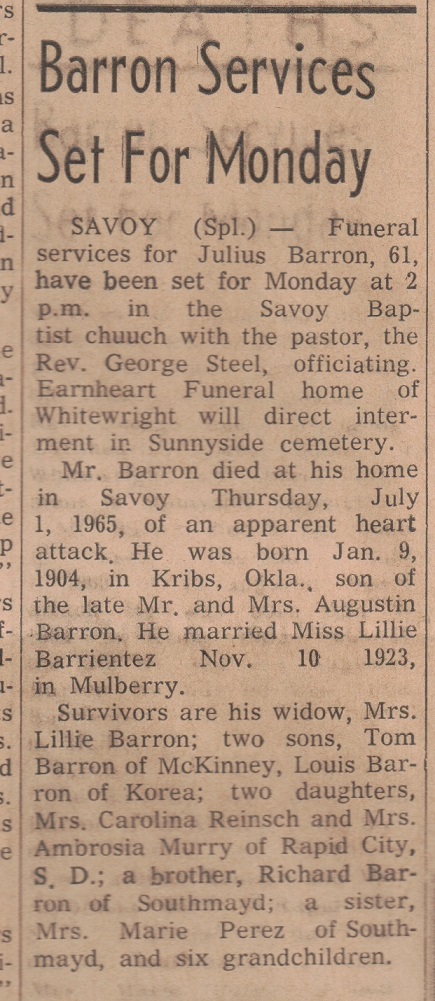 DEATHS
Barron Services
Set For Monday
SAVOY (Spl.) — Funeral
services for Julius Barron, 61,
have been set for Monday at 2
p.m. in the Savoy Bap-
tist chuuch with the pastor, the
Rev. George Steel, officiating.
Earnheart Funeral home of
Whitewright will direct inter-
ment in Sunnyside cemetery.
Mr. Barron died at his home
in Savoy Thursday, July
1, 1965, of an apparent heart
attack. He was born Jan. 9,
1904, in Kribs, Okla., son of
the late Mr. and Mrs. Augustin
Barron. He married Miss Lillie
Barrientez Nov. 10 1923,
in Mulberry.
Survivors are his widow, Mrs.
Lillie Barron; two sons, Tom
Barron of McKinney, Louis Bar-
ron of Korea; two daughters,
Mrs. Carolina Reinsch and Mrs.
Ambrosia Murry of Rapid City,
S. D.; a brother, Richard Bar-
ron of Southmayd; a sister,
Mrs. Marie Perez of South-
mayd, and six grandchildren.